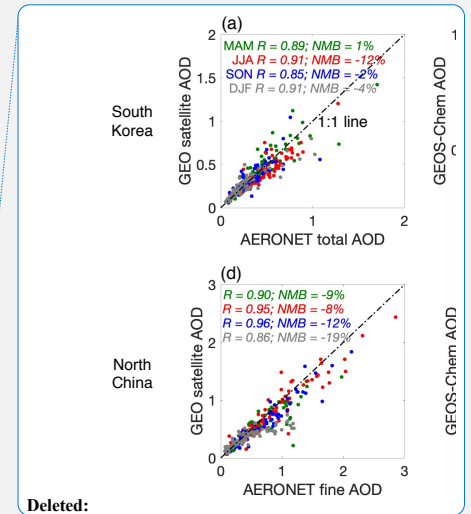 (a)
2
MAM R = 0.89; NMB = 1%
JJA R = 0.91; NMB = -12%
SON R = 0.85; NMB = -2%
DJF R = 0.91; NMB = -4%
1.5
1
0.5
0
1:1 line
GEO satellite AOD
South
Korea
0 1 2
AERONET total AOD
1
GEOS-Chem AOD
0
(d)
3
R = 0.90; NMB = -9%
R = 0.95; NMB = -8%
R = 0.96; NMB = -12%
R = 0.86; NMB = -19%
2
1
0
GEO satellite AOD
North
China
0 1 2 3
AERONET fine AOD
Deleted: